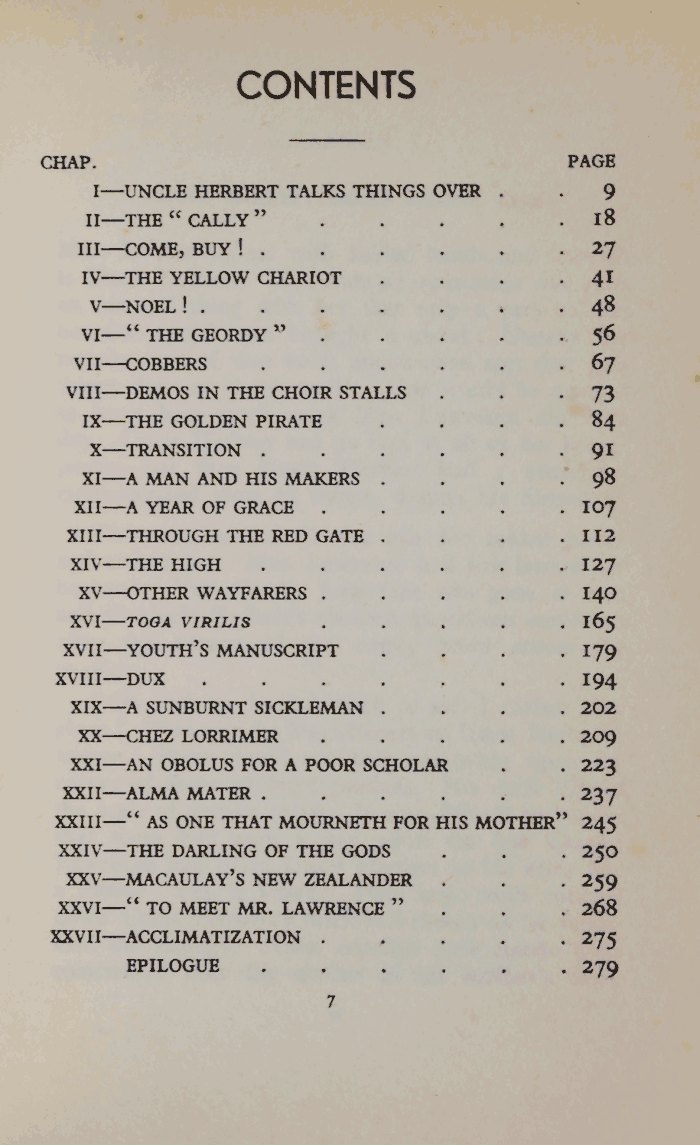 CONTENTS
CHAP. PAGE
I—UNCLE HERBERT TALKS THINGS OVER . . 9
II—THE “ CALLY ” . . . . . 18
III—COME, BUY ! . . . . . . 27
IV—THE YELLOW CHARIOT . . . . 41
V—NOEL ! . . . . . . . 48
VI—“ THE GEORDY ” . . . . . 56
VII—COBBERS . . . . . . 67
VIII—DEMOS IN THE CHOIR STALLS . . . 73
IX—THE GOLDEN PIRATE . . . . 84
X—TRANSITION . . . . . . 91
XI—A MAN AND HIS MAKERS . . . . 98
XII—A YEAR OF GRACE . . . . . 107
XIII—THROUGH THE RED GATE . . . . 112
XIV—THE HIGH . . . . . . 127
XV—OTHER WAYFARERS . . . . . 140
XVI—TOGA VIRILIS . . . . . 165
XVII—YOUTH’S MANUSCRIPT . . . . 179
XVIII—DUX . . . . . . . 194
XIX—A SUNBURNT SICKLEMAN . . . . 202
XX—CHEZ LORRIMER . . . . . 209
XXI—AN OBOLUS FOR A POOR SCHOLAR . . 223
XXII—ALMA MATER . . . . . . 237
XXIII—“ AS ONE THAT MOURNETH FOR HIS MOTHER” 245
XXIV—THE DARLING OF THE GODS . . . 250
XXV—MACAULAY’S NEW ZEALANDER . . . 259
XXVI—“ TO MEET MR. LAWRENCE ” . . . 268
XXVII—ACCLIMATIZATION . . . . . 275
EPILOGUE . . . . . . 279
7